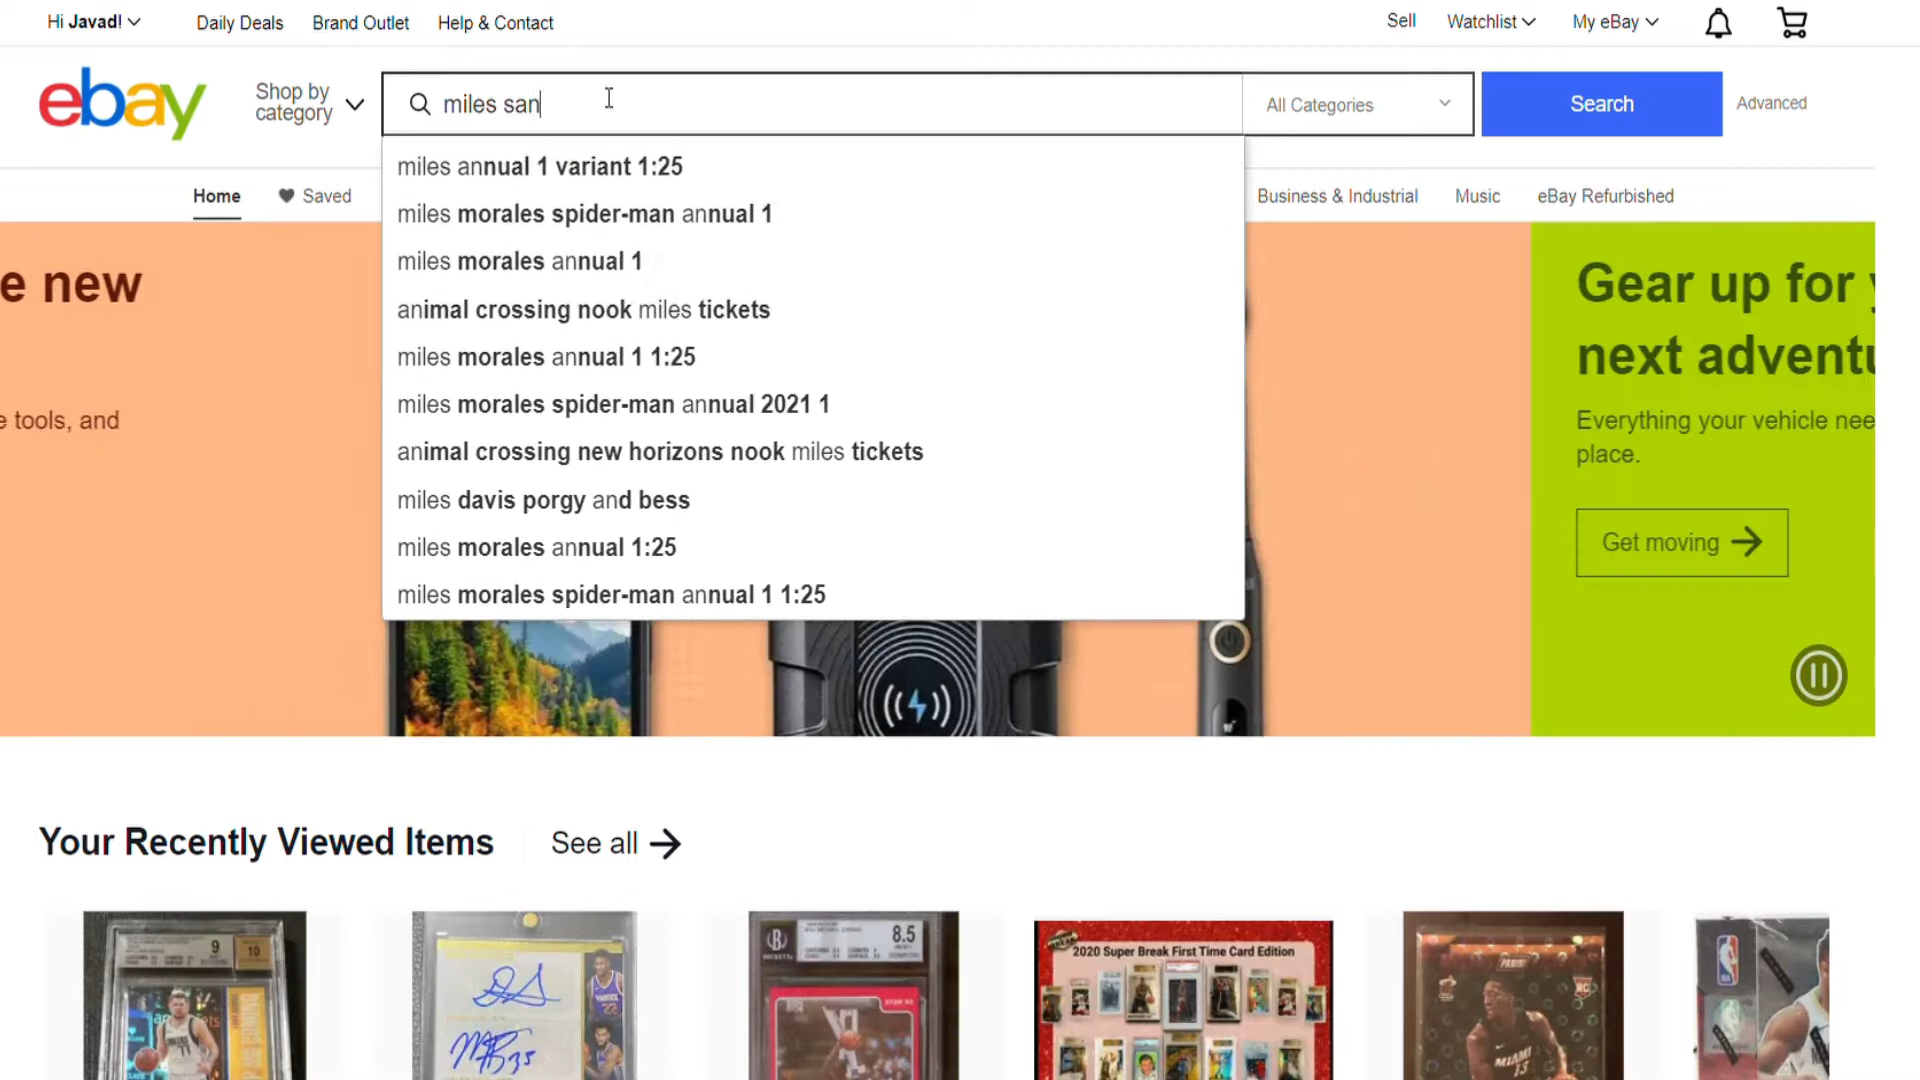 Hi Javad!
Daily Deals
Brand Outlet
Help & Contact
Sell
Watchlist
My eBay
ebay
Shop by
category
miles san
All Categories
Search
Advanced
miles annual 1 variant 1:25
miles morales spider-man annual 1
miles morales annual 1
animal crossing nook miles tickets
miles morales annual 1 1:25
miles morales spider-man annual 2021 1
animal crossing new horizons nook miles tickets
miles davis porgy and bess
miles morales annual 1:25
miles morales spider-man annual 1 1:25
Home
Saved
Business & Industrial
Music
eBay Refurbished
e new
e tools, and
Gear up for y
next adventu
Everything your vehicle nee
place.
Get moving
Your Recently Viewed Items
See all
9
10
8.5
2020 Super Break First Time Card Edition
PANINI
RC
MIAMI
13